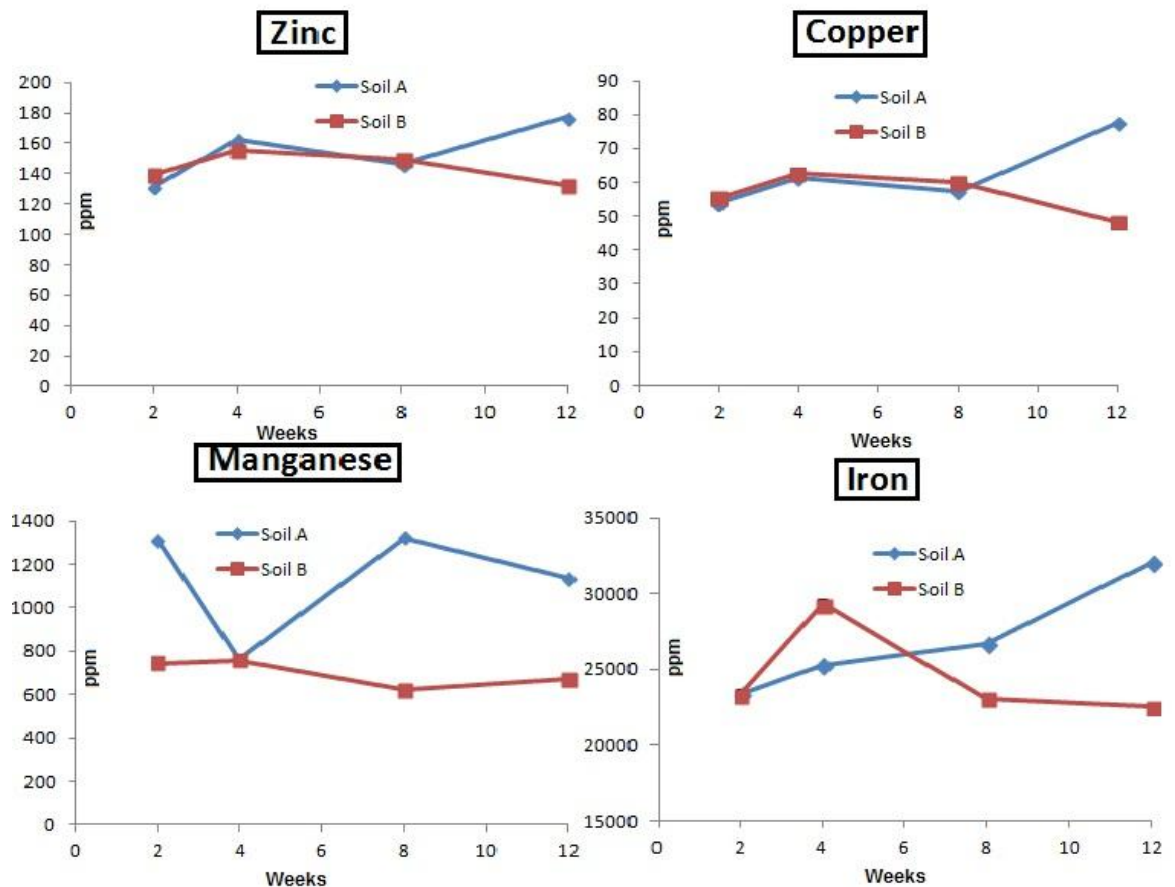 Zinc
200
180
160
140
120
100
80
60
40
20
0
ppm
Soil A
Soil B
0 2 4 6 8 10 12
Weeks
Copper
90
80
70
60
50
40
30
20
10
0
ppm
Soil A
Soil B
0 2 4 6 8 10 12
Weeks
Manganese
1400
1200
1000
800
600
400
200
0
ppm
Soil A
Soil B
0 2 4 6 8 10 12
Weeks
Iron
35000
30000
25000
20000
15000
ppm
Soil A
Soil B
0 2 4 6 8 10 12
Weeks